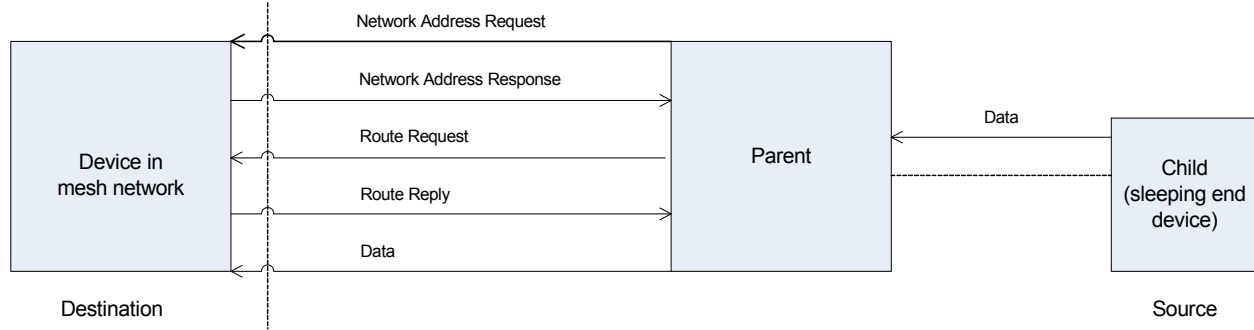 Network Address Request
Network Address Response
Route Request
Route Reply
Data
Device in
mesh network
Parent
Data
Child
(sleeping end
device)
Destination
Source